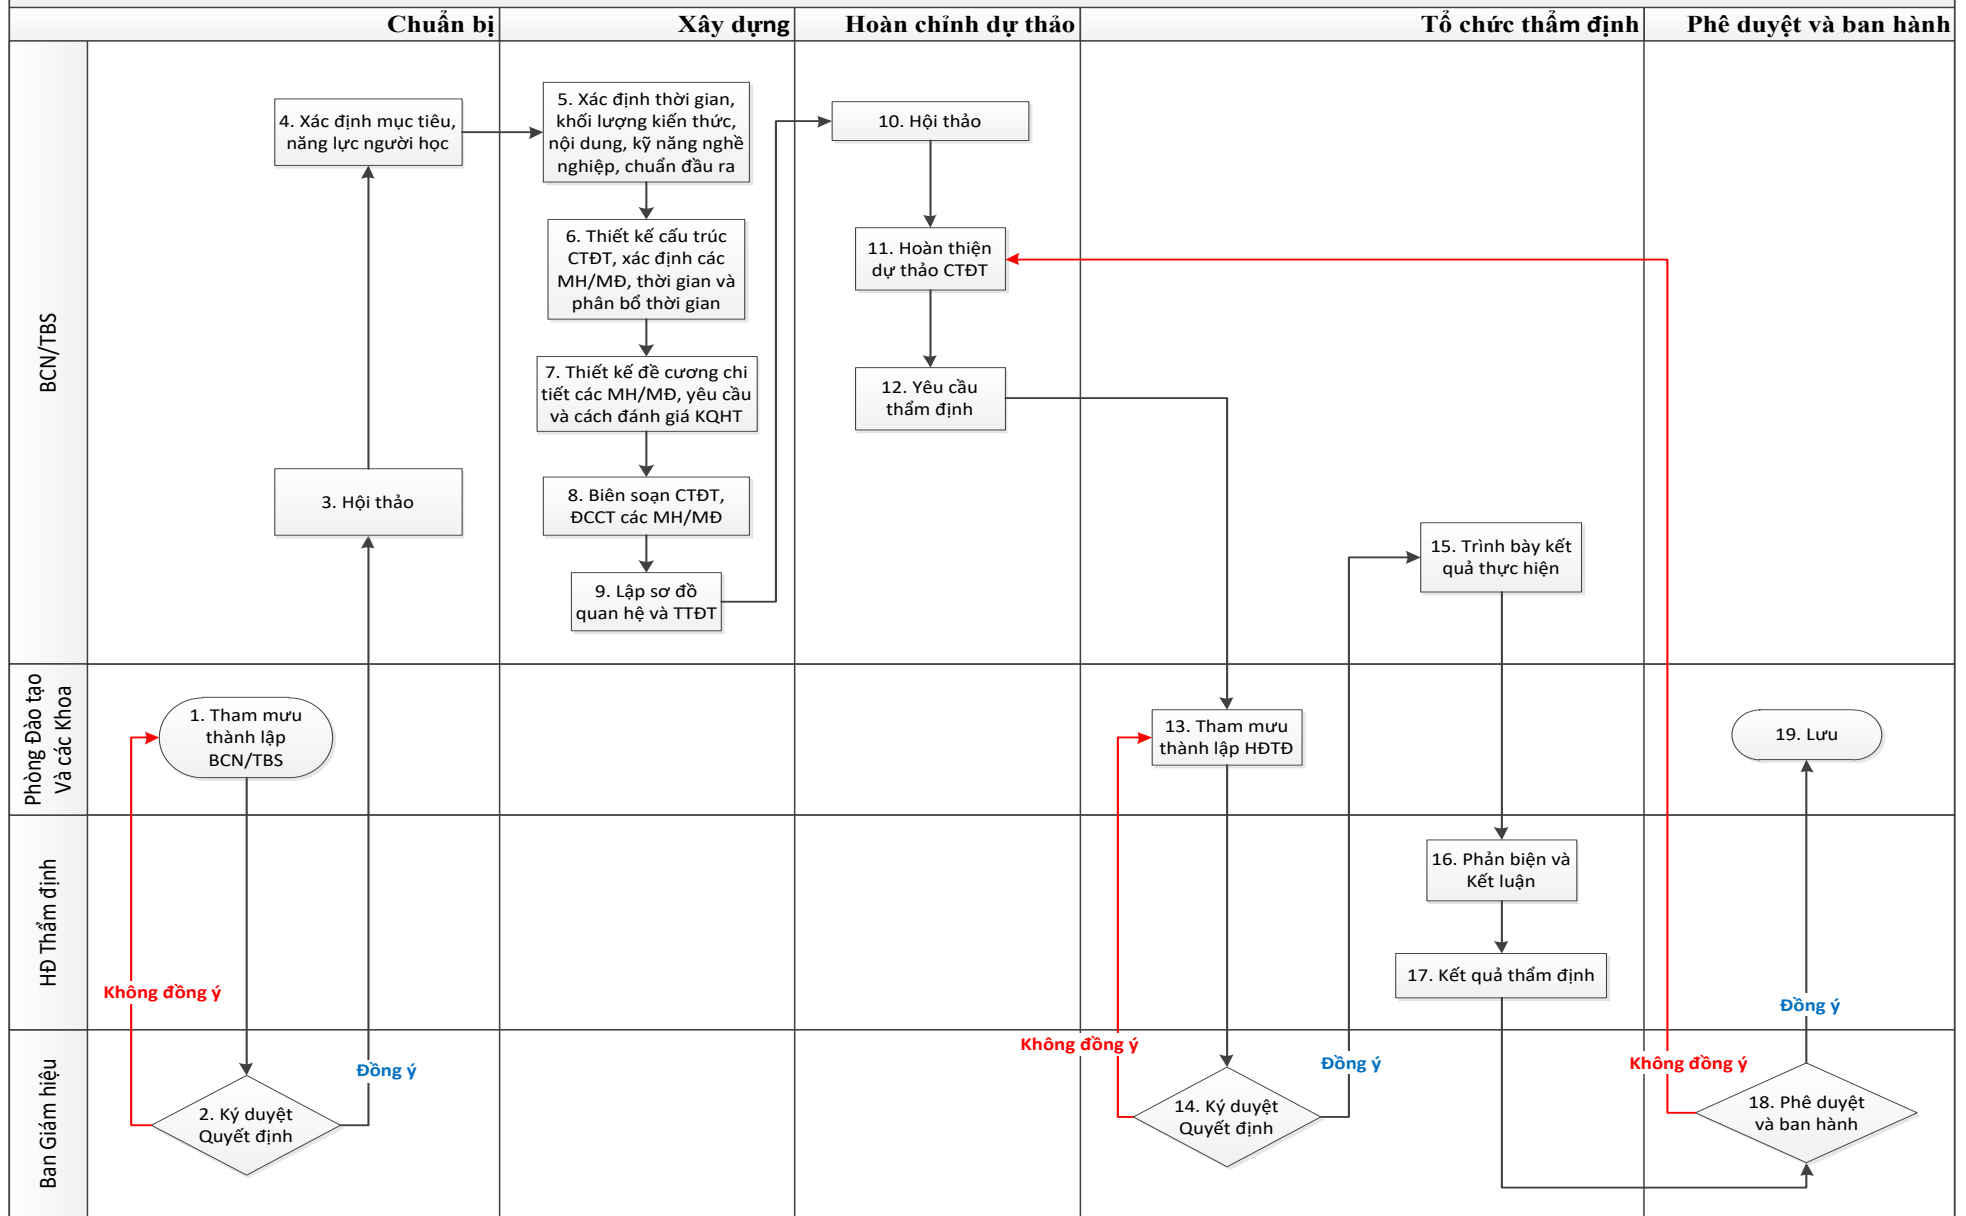 Chuẩn bị
Xây dựng
Hoàn chỉnh dự thảo
Tổ chức thẩm định
Phê duyệt và ban hành
BCN/TBS
4. Xác định mục tiêu,
năng lực người học
3. Hội thảo
5. Xác định thời gian,
khối lượng kiến thức,
nội dung, kỹ năng nghề
nghiệp, chuẩn đầu ra
6. Thiết kế cấu trúc
CTĐT, xác định các
MH/MĐ, thời gian và
phân bổ thời gian
7. Thiết kế đề cương chi
tiết các MH/MĐ, yêu cầu
và cách đánh giá KQHT
8. Biên soạn CTĐT,
ĐCCT các MH/MĐ
9. Lập sơ đồ
quan hệ và TTĐT
10. Hội thảo
11. Hoàn thiện
dự thảo CTĐT
12. Yêu cầu
thẩm định
15. Trình bày kết
quả thực hiện
Phòng Đào tạo
Và các Khoa
1. Tham mưu
thành lập
BCN/TBS
13. Tham mưu
thành lập HĐTĐ
19. Lưu
HĐ Thẩm định
16. Phản biện và
Kết luận
17. Kết quả thẩm định
Không đồng ý
Đồng ý
Ban Giám hiệu
2. Ký duyệt
Quyết định
Đồng ý
Không đồng ý
14. Ký duyệt
Quyết định
Đồng ý
Không đồng ý
18. Phê duyệt
và ban hành